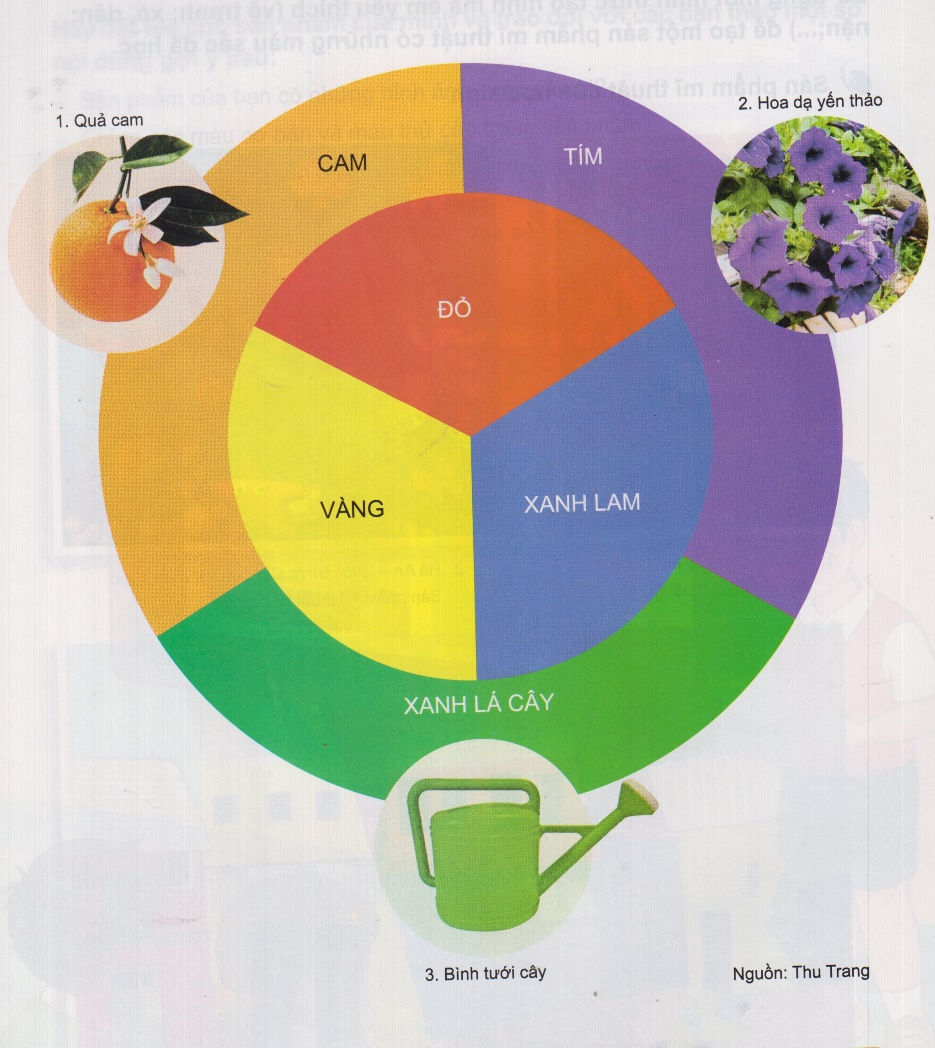 1. Quả cam
2. Hoa dạ yến thảo
CAM
TÍM
ĐỎ
VÀNG
XANH LAM
XANH LÁ CÂY
3. Bình tưới cây
Nguồn: Thu Trang